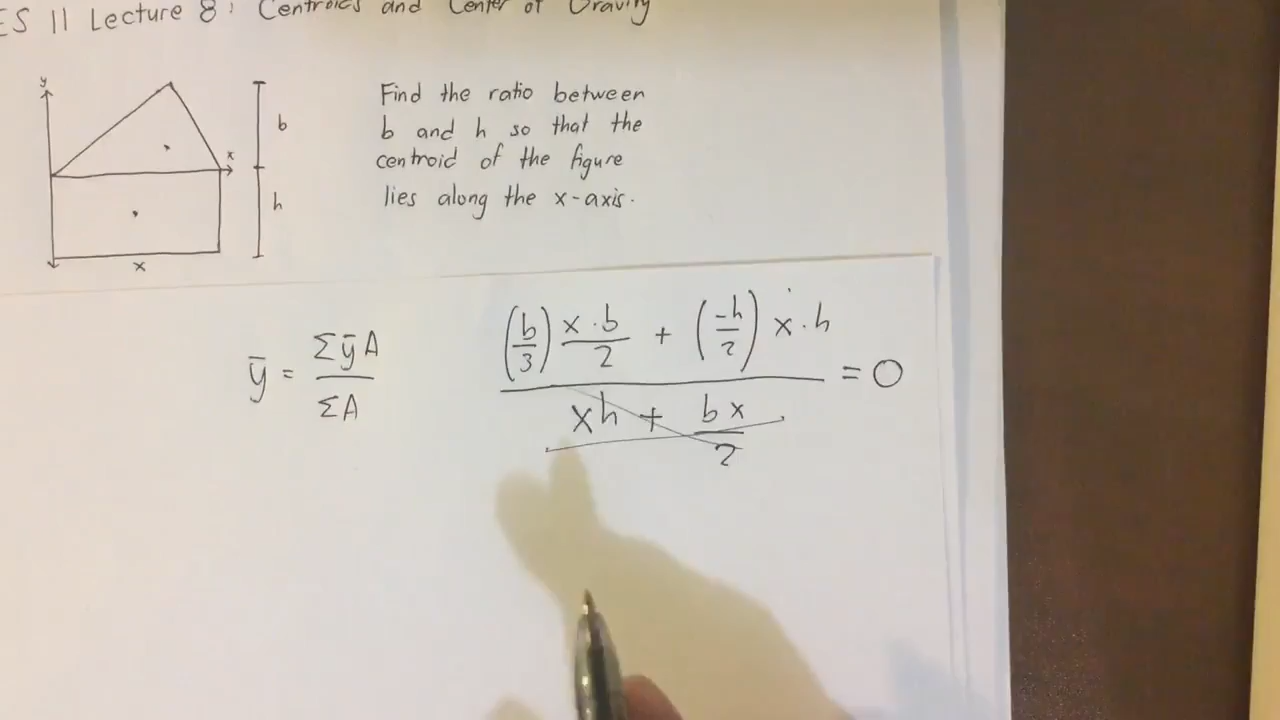 ES 11 Lecture 8: Centroids and Center of Gravity
y
x
b
h
x
Find the ratio between
b and h so that the
centroid of the figure
lies along the x-axis.
ȳ = ΣȳA / ΣA
((b/3) x·b/2 + (-h/2) x·h) / (xh + bx/2) = 0